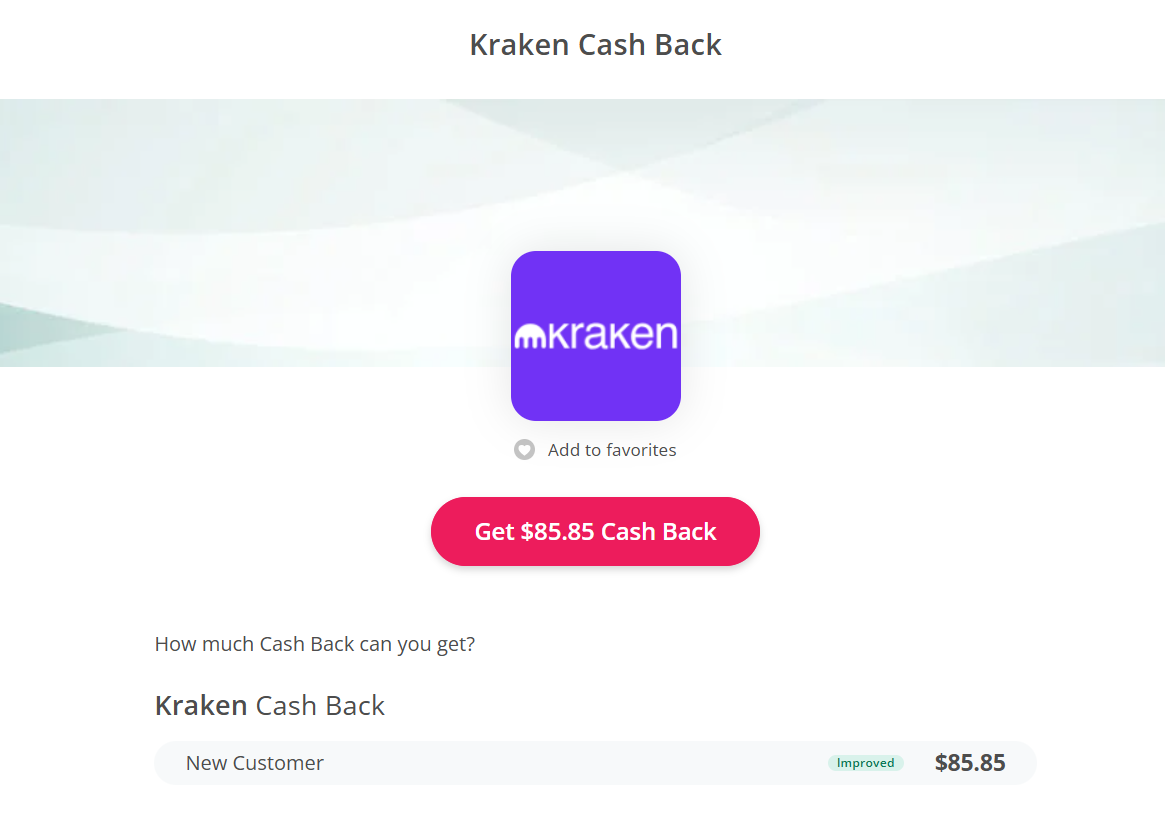 Kraken Cash Back
mkraken
Add to favorites
Get $85.85 Cash Back
How much Cash Back can you get?
Kraken Cash Back
New Customer Improved $85.85